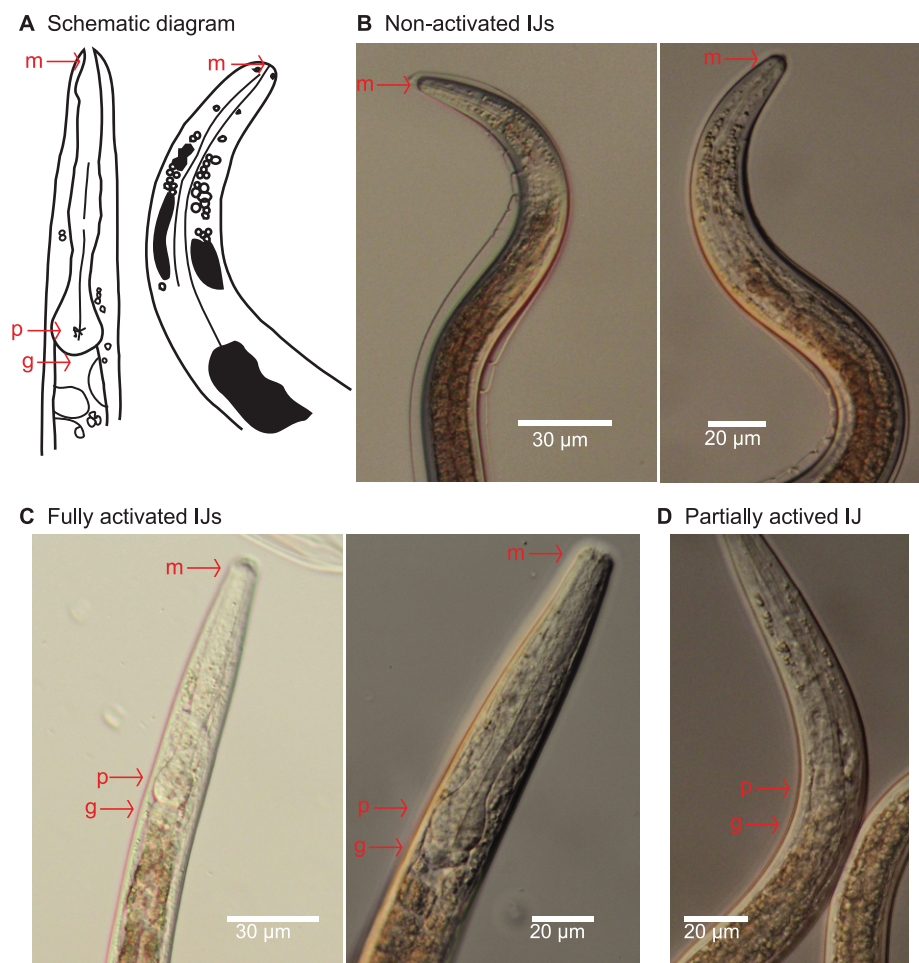 A Schematic diagram
m
m
p
g
B Non-activated IJs
m
30 µm
m
20 µm
C Fully activated IJs
m
p
g
30 µm
m
p
g
20 µm
D Partially actived IJ
p
g
20 µm